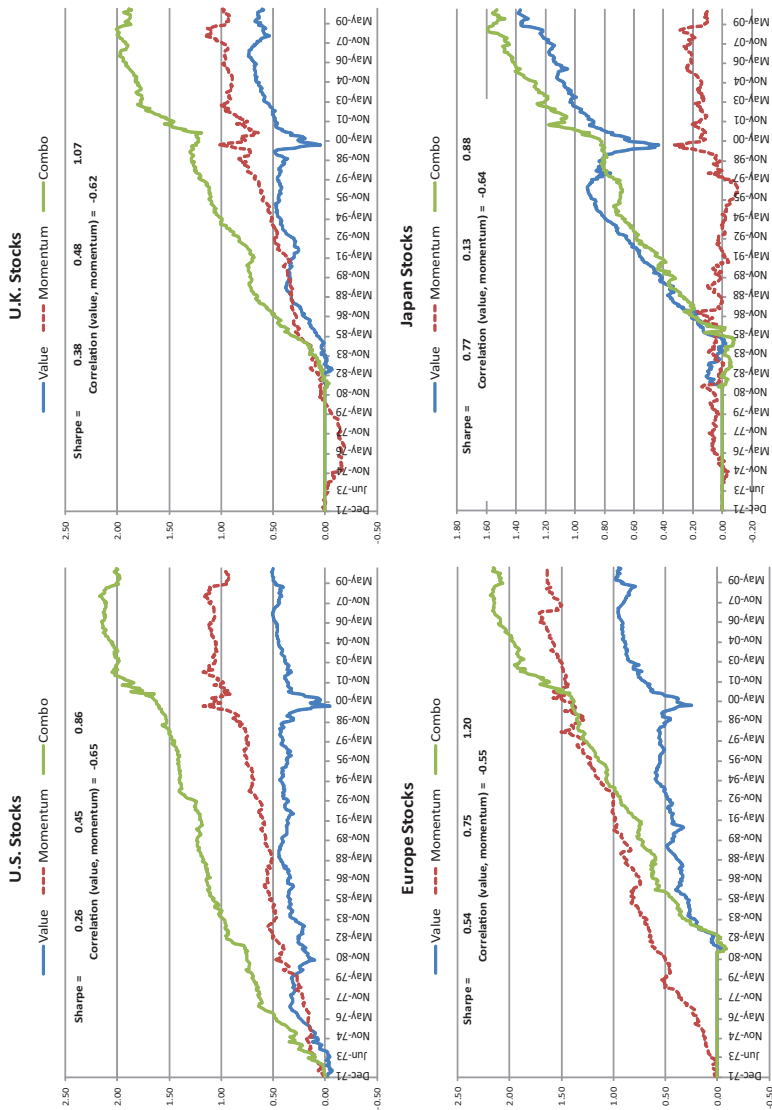 U.S. Stocks
Value Momentum Combo
Sharpe = 0.26 0.45 0.86
Correlation (value, momentum) = -0.65
2.50
2.00
1.50
1.00
0.50
0.00
-0.50
Dec-71 Jun-73 Nov-74 May-76 Nov-77 May-79 Nov-80 May-82 Nov-83 May-85 Nov-86 May-88 Nov-89 May-91 Nov-92 May-94 Nov-95 May-97 Nov-98 May-00 Nov-01 May-03 Nov-04 May-06 Nov-07 May-09
U.K. Stocks
Value Momentum Combo
Sharpe = 0.38 0.48 1.07
Correlation (value, momentum) = -0.62
2.50
2.00
1.50
1.00
0.50
0.00
-0.50
Dec-71 Jun-73 Nov-74 May-76 Nov-77 May-79 Nov-80 May-82 Nov-83 May-85 Nov-86 May-88 Nov-89 May-91 Nov-92 May-94 Nov-95 May-97 Nov-98 May-00 Nov-01 May-03 Nov-04 May-06 Nov-07 May-09
Europe Stocks
Value Momentum Combo
Sharpe = 0.54 0.75 1.20
Correlation (value, momentum) = -0.55
2.50
2.00
1.50
1.00
0.50
0.00
-0.50
Dec-71 Jun-73 Nov-74 May-76 Nov-77 May-79 Nov-80 May-82 Nov-83 May-85 Nov-86 May-88 Nov-89 May-91 Nov-92 May-94 Nov-95 May-97 Nov-98 May-00 Nov-01 May-03 Nov-04 May-06 Nov-07 May-09
Japan Stocks
Value Momentum Combo
Sharpe = 0.77 0.13 0.88
Correlation (value, momentum) = -0.64
1.80
1.60
1.40
1.20
1.00
0.80
0.60
0.40
0.20
0.00
-0.20
Dec-71 Jun-73 Nov-74 May-76 Nov-77 May-79 Nov-80 May-82 Nov-83 May-85 Nov-86 May-88 Nov-89 May-91 Nov-92 May-94 Nov-95 May-97 Nov-98 May-00 Nov-01 May-03 Nov-04 May-06 Nov-07 May-09